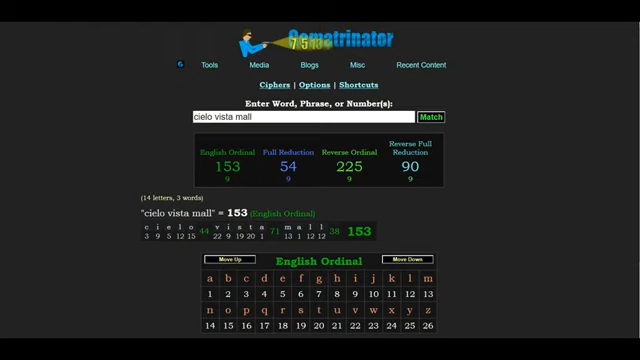 Gematrinator
7.5.13
G Tools Media Blogs Misc Recent Content
Ciphers | Options | Shortcuts
Enter Word, Phrase, or Number(s):
cielo vista mall Match
English Ordinal Full Reduction Reverse Ordinal Reverse Full Reduction
153 54 225 90
9 9 9 9
(14 letters, 3 words)
"cielo vista mall" = 153 (English Ordinal)
c i e l o 44 v i s t a 71 m a l l 38 153
3 9 5 12 15 22 9 19 20 1 13 1 12 12
Move Up English Ordinal Move Down
a b c d e f g h i j k l m
1 2 3 4 5 6 7 8 9 10 11 12 13
n o p q r s t u v w x y z
14 15 16 17 18 19 20 21 22 23 24 25 26